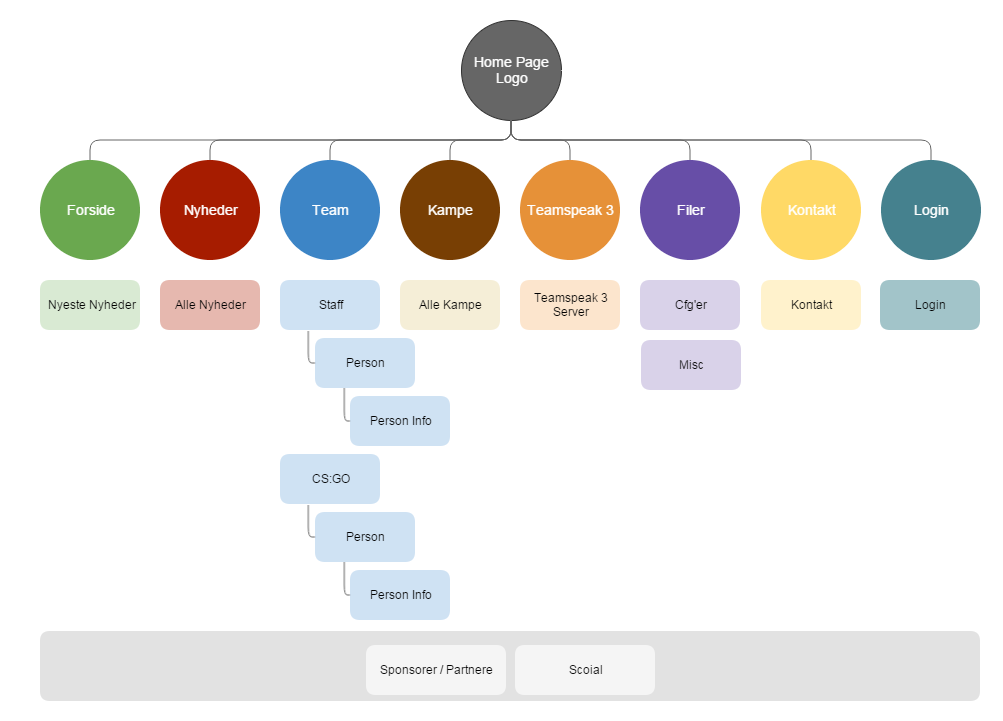 Home Page
Logo
Forside
Nyheder
Team
Kampe
Teamspeak 3
Filer
Kontakt
Login
Nyeste Nyheder
Alle Nyheder
Staff
Alle Kampe
Teamspeak 3
Server
Cfg'er
Kontakt
Login
Person
Misc
Person Info
CS:GO
Person
Person Info
Sponsorer / Partnere
Scoial